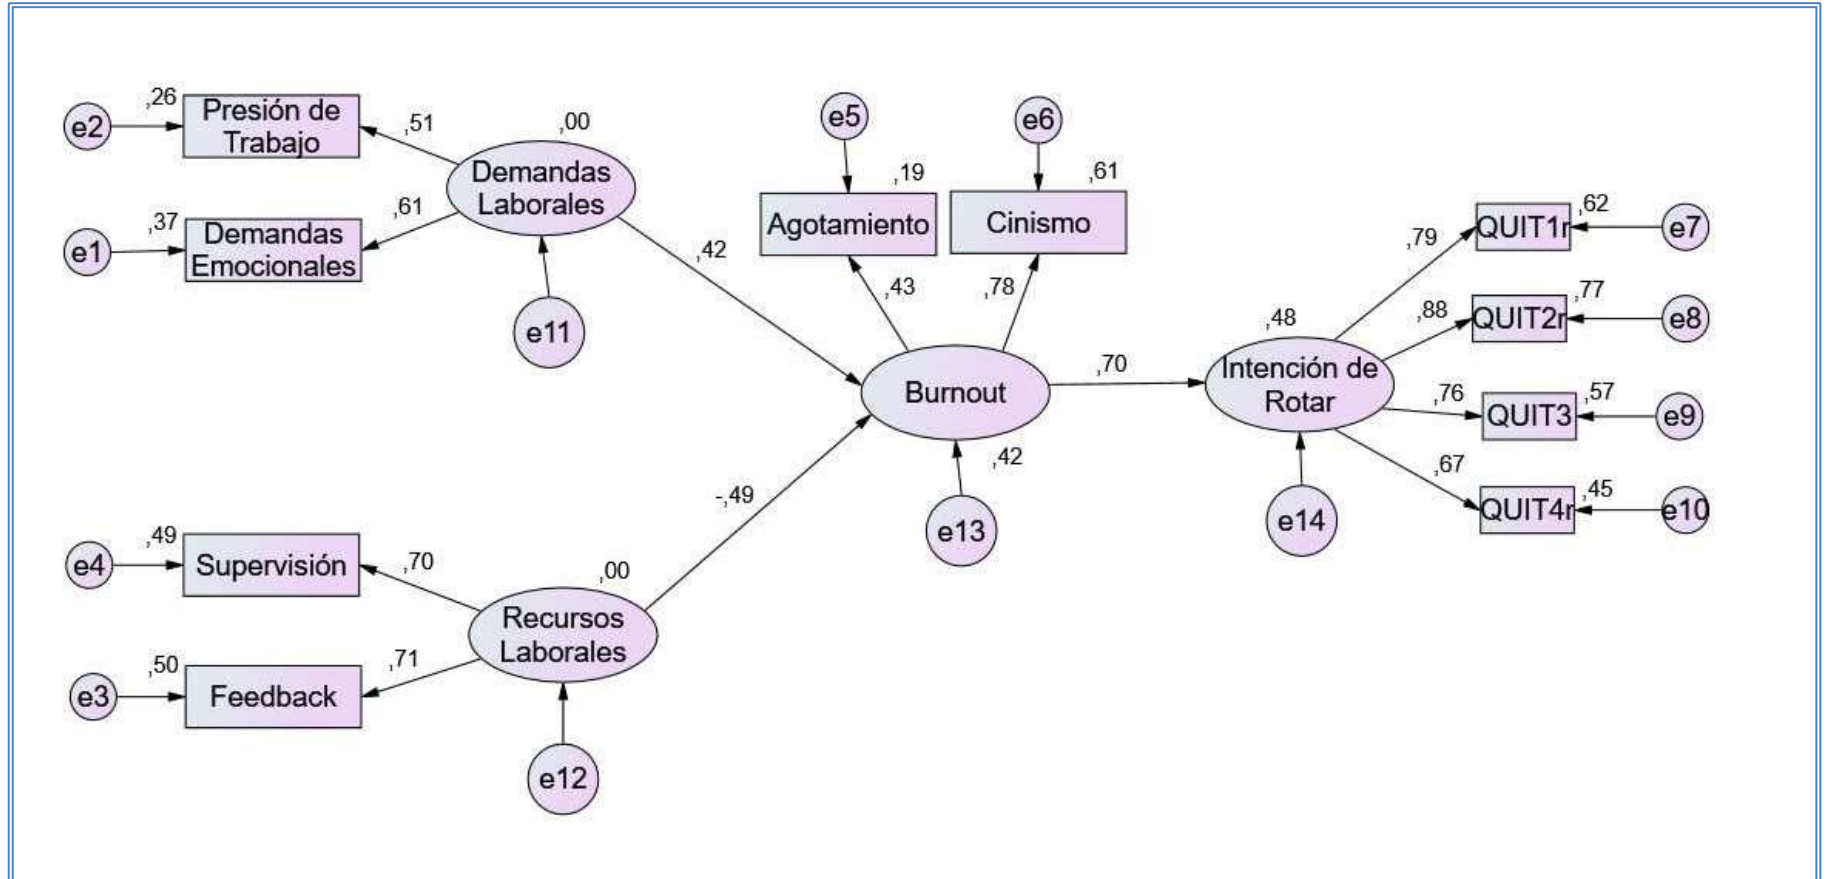 e2
,26
Presión de
Trabajo
,51
,00
Demandas
Laborales
e1
,37
Demandas
Emocionales
,61
e11
,42
e5
e6
,19
Agotamiento
,61
Cinismo
,43
,78
Burnout
,42
e13
,70
,48
Intención de
Rotar
e14
,79
QUIT1r
,62
e7
,88
QUIT2r
,77
e8
,76
QUIT3
,57
e9
,67
QUIT4r
,45
e10
-,49
e4
,49
Supervisión
,70
,00
Recursos
Laborales
e3
,50
Feedback
,71
e12